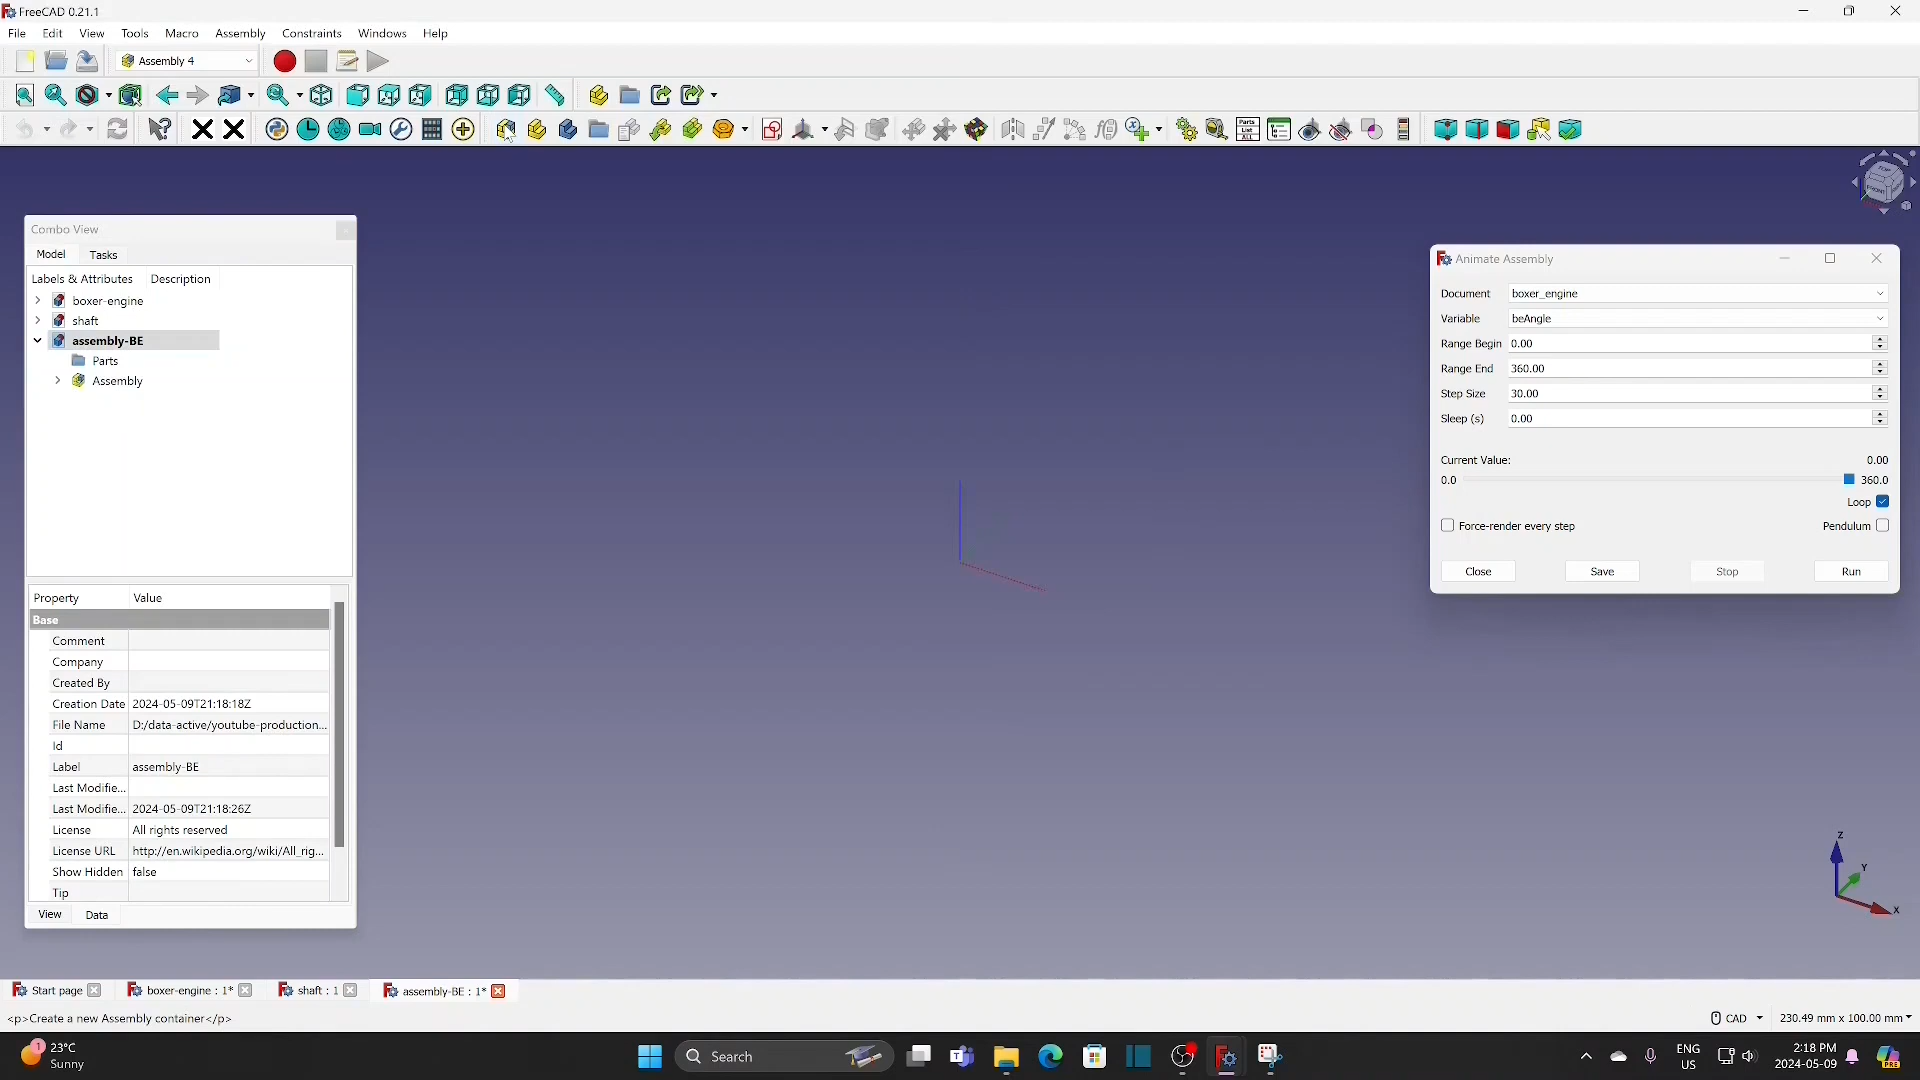 FreeCAD 0.21.1
File Edit View Tools Macro Assembly Constraints Windows Help
Assembly 4
Parts List ALL
TOP
FRONT
Combo View
Model Tasks
Labels & Attributes Description
boxer-engine
shaft
assembly-BE
Parts
Assembly
Property Value
Base
Comment
Company
Created By
Creation Date 2024-05-09T21:18:18Z
File Name D:/data-active/youtube-production...
Id
Label assembly-BE
Last Modifie...
Last Modifie... 2024-05-09T21:18:26Z
License All rights reserved
License URL http://en.wikipedia.org/wiki/All_rig...
Show Hidden false
Tip
View Data
Animate Assembly
Document boxer_engine
Variable beAngle
Range Begin 0.00
Range End 360.00
Step Size 30.00
Sleep (s) 0.00
Current Value: 0.00
0.0 360.0
Loop
Force-render every step Pendulum
Close Save Stop Run
Z
Y
X
Start page boxer-engine : 1* shaft : 1 assembly-BE : 1*
<p>Create a new Assembly container</p> CAD 230.49 mm x 100.00 mm
23°C
Sunny
1
Search
ENG
US
2:18 PM
2024-05-09
PRE